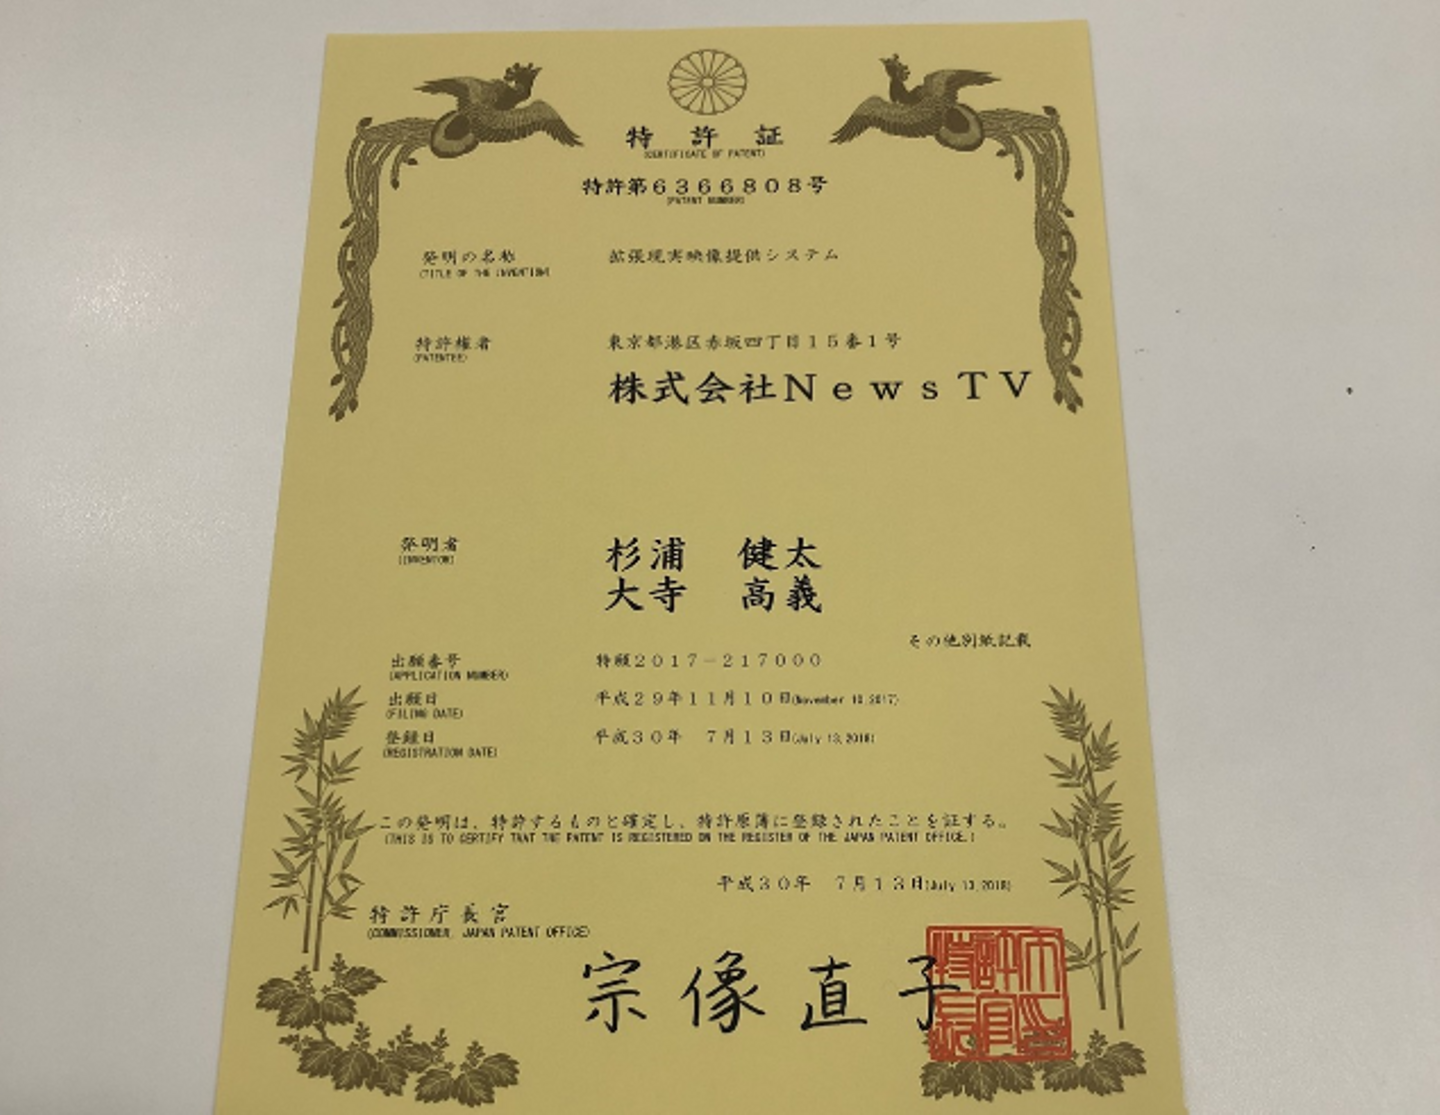 特許証
(CERTIFICATE OF PATENT)
特許第6366808号
(PATENT NUMBER)
発明の名称
(TITLE OF THE INVENTION)
拡張現実映像提供システム
特許権者
(PATENTEE)
東京都港区赤坂四丁目15番1号
株式会社NewsTV
発明者
(INVENTOR)
杉浦 健太
大寺 高義
その他別紙記載
出願番号
(APPLICATION NUMBER)
特願2017-217000
出願日
(FILING DATE)
平成29年11月10日(November 10,2017)
登録日
(REGISTRATION DATE)
平成30年 7月13日(July 13,2018)
この発明は、特許するものと確定し、特許原簿に登録されたことを証する。
(THIS IS TO CERTIFY THAT THE PATENT IS REGISTERED ON THE REGISTER OF THE JAPAN PATENT OFFICE.)
平成30年 7月13日(July 13,2018)
特許庁長官
(COMMISSIONER, JAPAN PATENT OFFICE)
宗像直子